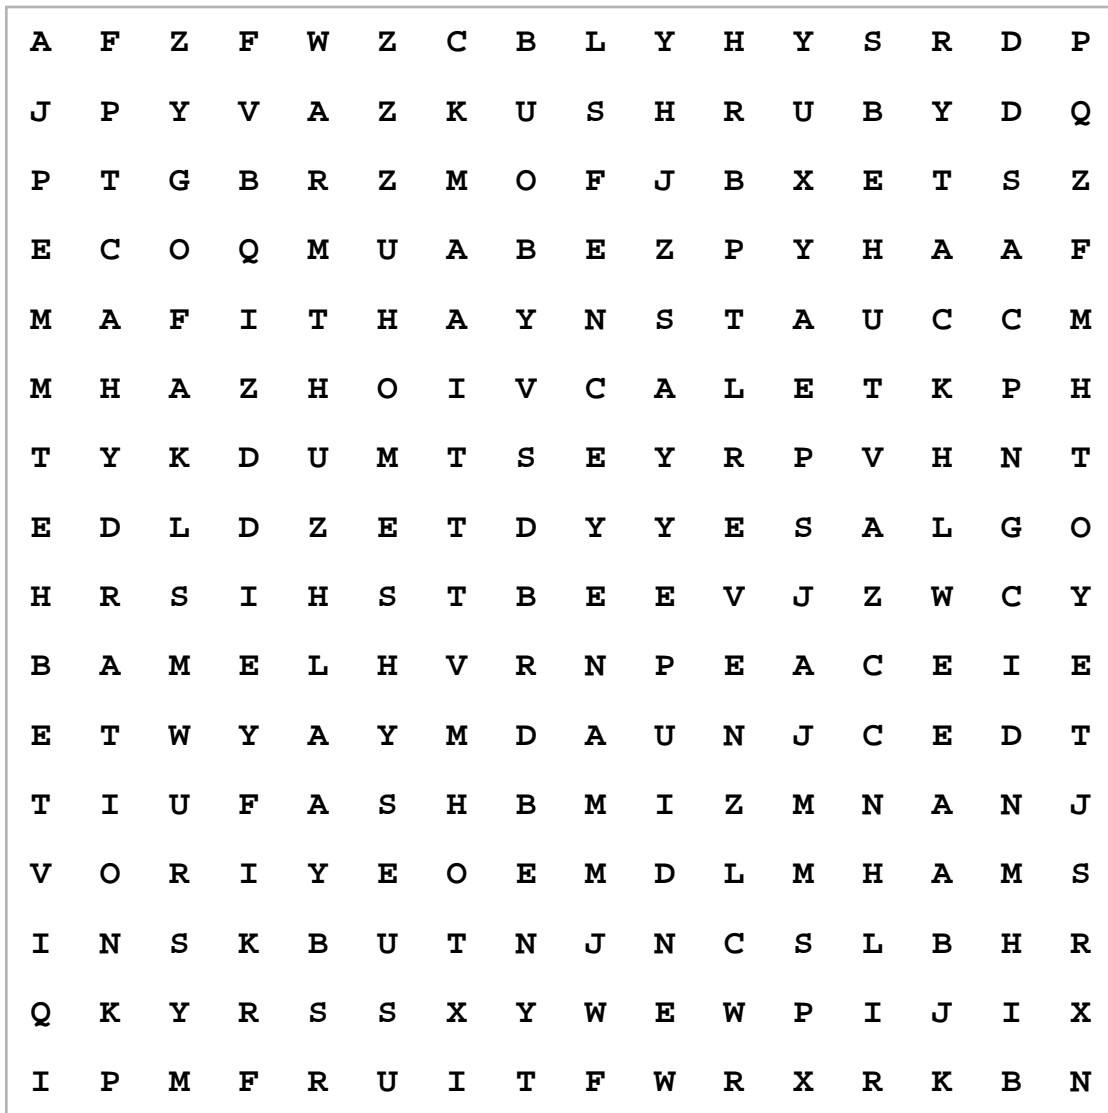 A F Z F W Z C B L Y H Y S R D P
J P Y V A Z K U S H R U B Y D Q
P T G B R Z M O F J B X E T S Z
E C O Q M U A B E Z P Y H A A F
M A F I T H A Y N S T A U C C M
M H A Z H O I V C A L E T K P H
T Y K D U M T S E Y R P V H N T
E D L D Z E T D Y Y E S A L G O
H R S I H S T B E E V J Z W C Y
B A M E L H V R N P E A C E I E
E T W Y A Y M D A U N J C E D T
T I U F A S H B M I Z M N A N J
V O R I Y E O E M D L M H A M S
I N S K B U T N J N C S L B H R
Q K Y R S S X Y W E W P I J I X
I P M F R U I T F W R X R K B N